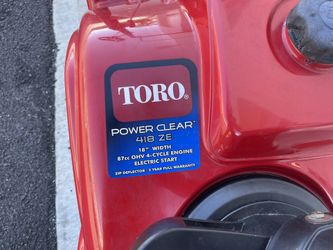 TORO®
POWER CLEAR®
418 ZE
18" WIDTH
87cc OHV 4-CYCLE ENGINE
ELECTRIC START
ZIP DEFLECTOR · 2 YEAR FULL WARRANTY*